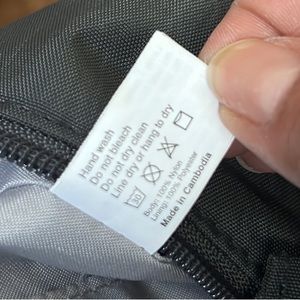 Hand wash
Do not bleach
Do not dry clean
Line dry or hang to dry
30
Body: 100% Nylon
Lining: 100% Polyester
Made in Cambodia